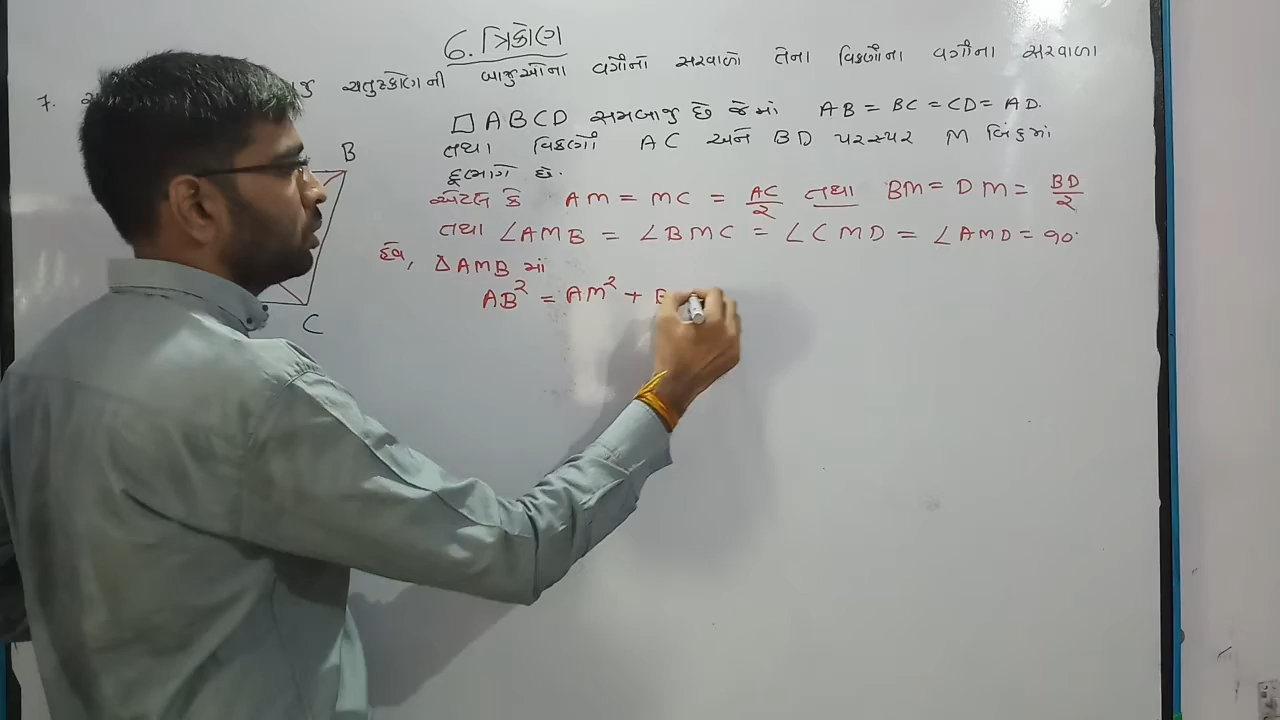 6. ત્રિકોણ
7. ચતુષ્કોણની બાજુઓના વર્ગોનો સરવાળો તેના વિકર્ણોના વર્ગોના સરવાળા
□ ABCD સમબાજુ છે જેમાં AB = BC = CD = AD.
તથા વિકર્ણો AC અને BD પરસ્પર M બિંદુમાં
દૂભાગે છે.
એટલે કે AM = MC = AC/2 તથા BM = DM = BD/2
તથા ∠AMB = ∠BMC = ∠CMD = ∠AMD = 90°
હવે, ΔAMB માં
AB² = AM² +
B
C